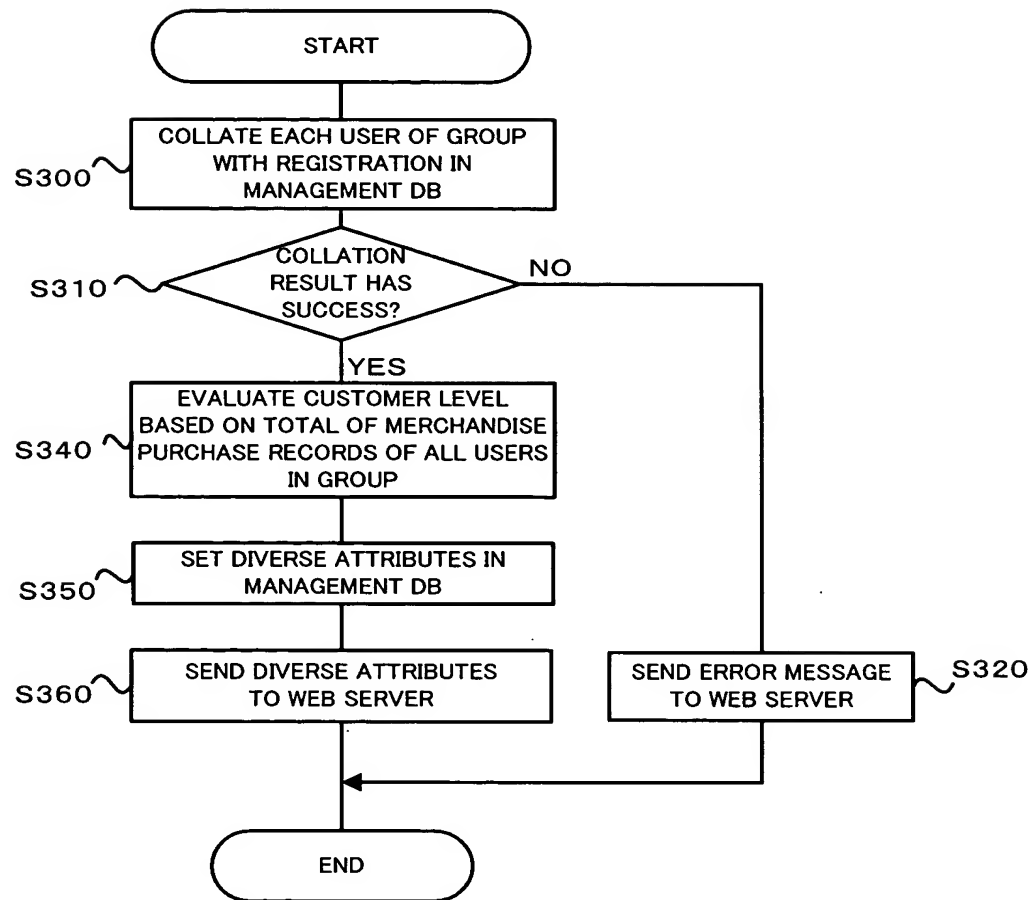 START
COLLATE EACH USER OF GROUP
WITH REGISTRATION IN
MANAGEMENT DB
S300
COLLATION
RESULT HAS
SUCCESS?
S310
NO
YES
EVALUATE CUSTOMER LEVEL
BASED ON TOTAL OF MERCHANDISE
PURCHASE RECORDS OF ALL USERS
IN GROUP
S340
SET DIVERSE ATTRIBUTES IN
MANAGEMENT DB
S350
SEND DIVERSE ATTRIBUTES
TO WEB SERVER
S360
SEND ERROR MESSAGE
TO WEB SERVER
S320
END